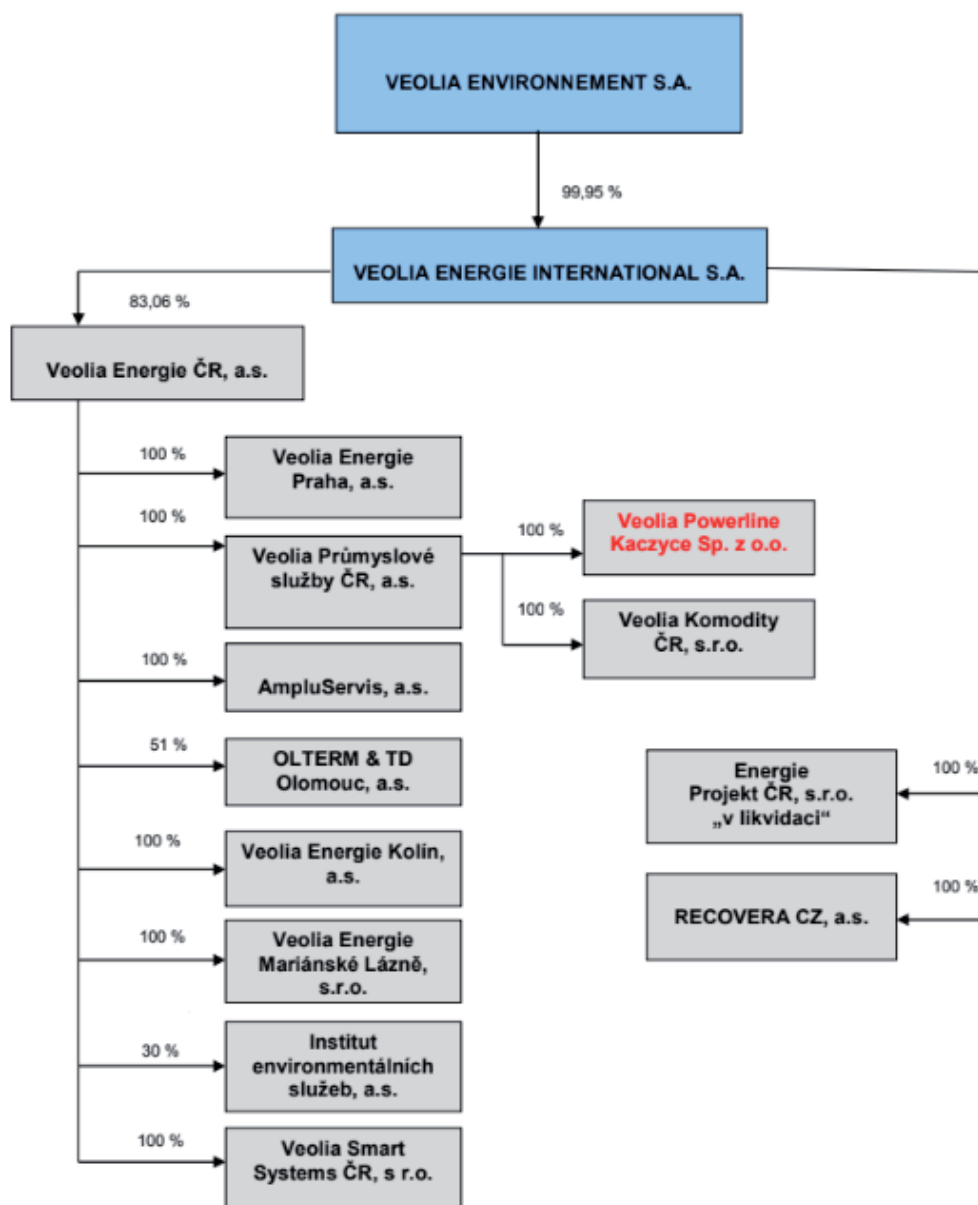 VEOLIA ENVIRONNEMENT S.A.
99,95 %
VEOLIA ENERGIE INTERNATIONAL S.A.
83,06 %
Veolia Energie ČR, a.s.
100 %
Veolia Energie
Praha, a.s.
100 %
Veolia Průmyslové
služby ČR, a.s.
100 %
Veolia Powerline
Kaczyce Sp. z o.o.
100 %
Veolia Komodity
ČR, s.r.o.
100 %
AmpluServis, a.s.
51 %
OLTERM & TD
Olomouc, a.s.
Energie
Projekt ČR, s.r.o.
„v likvidaci“
100 %
100 %
Veolia Energie Kolín,
a.s.
RECOVERA CZ, a.s.
100 %
100 %
Veolia Energie
Mariánské Lázně,
s.r.o.
30 %
Institut
environmentálních
služeb, a.s.
100 %
Veolia Smart
Systems ČR, s r.o.